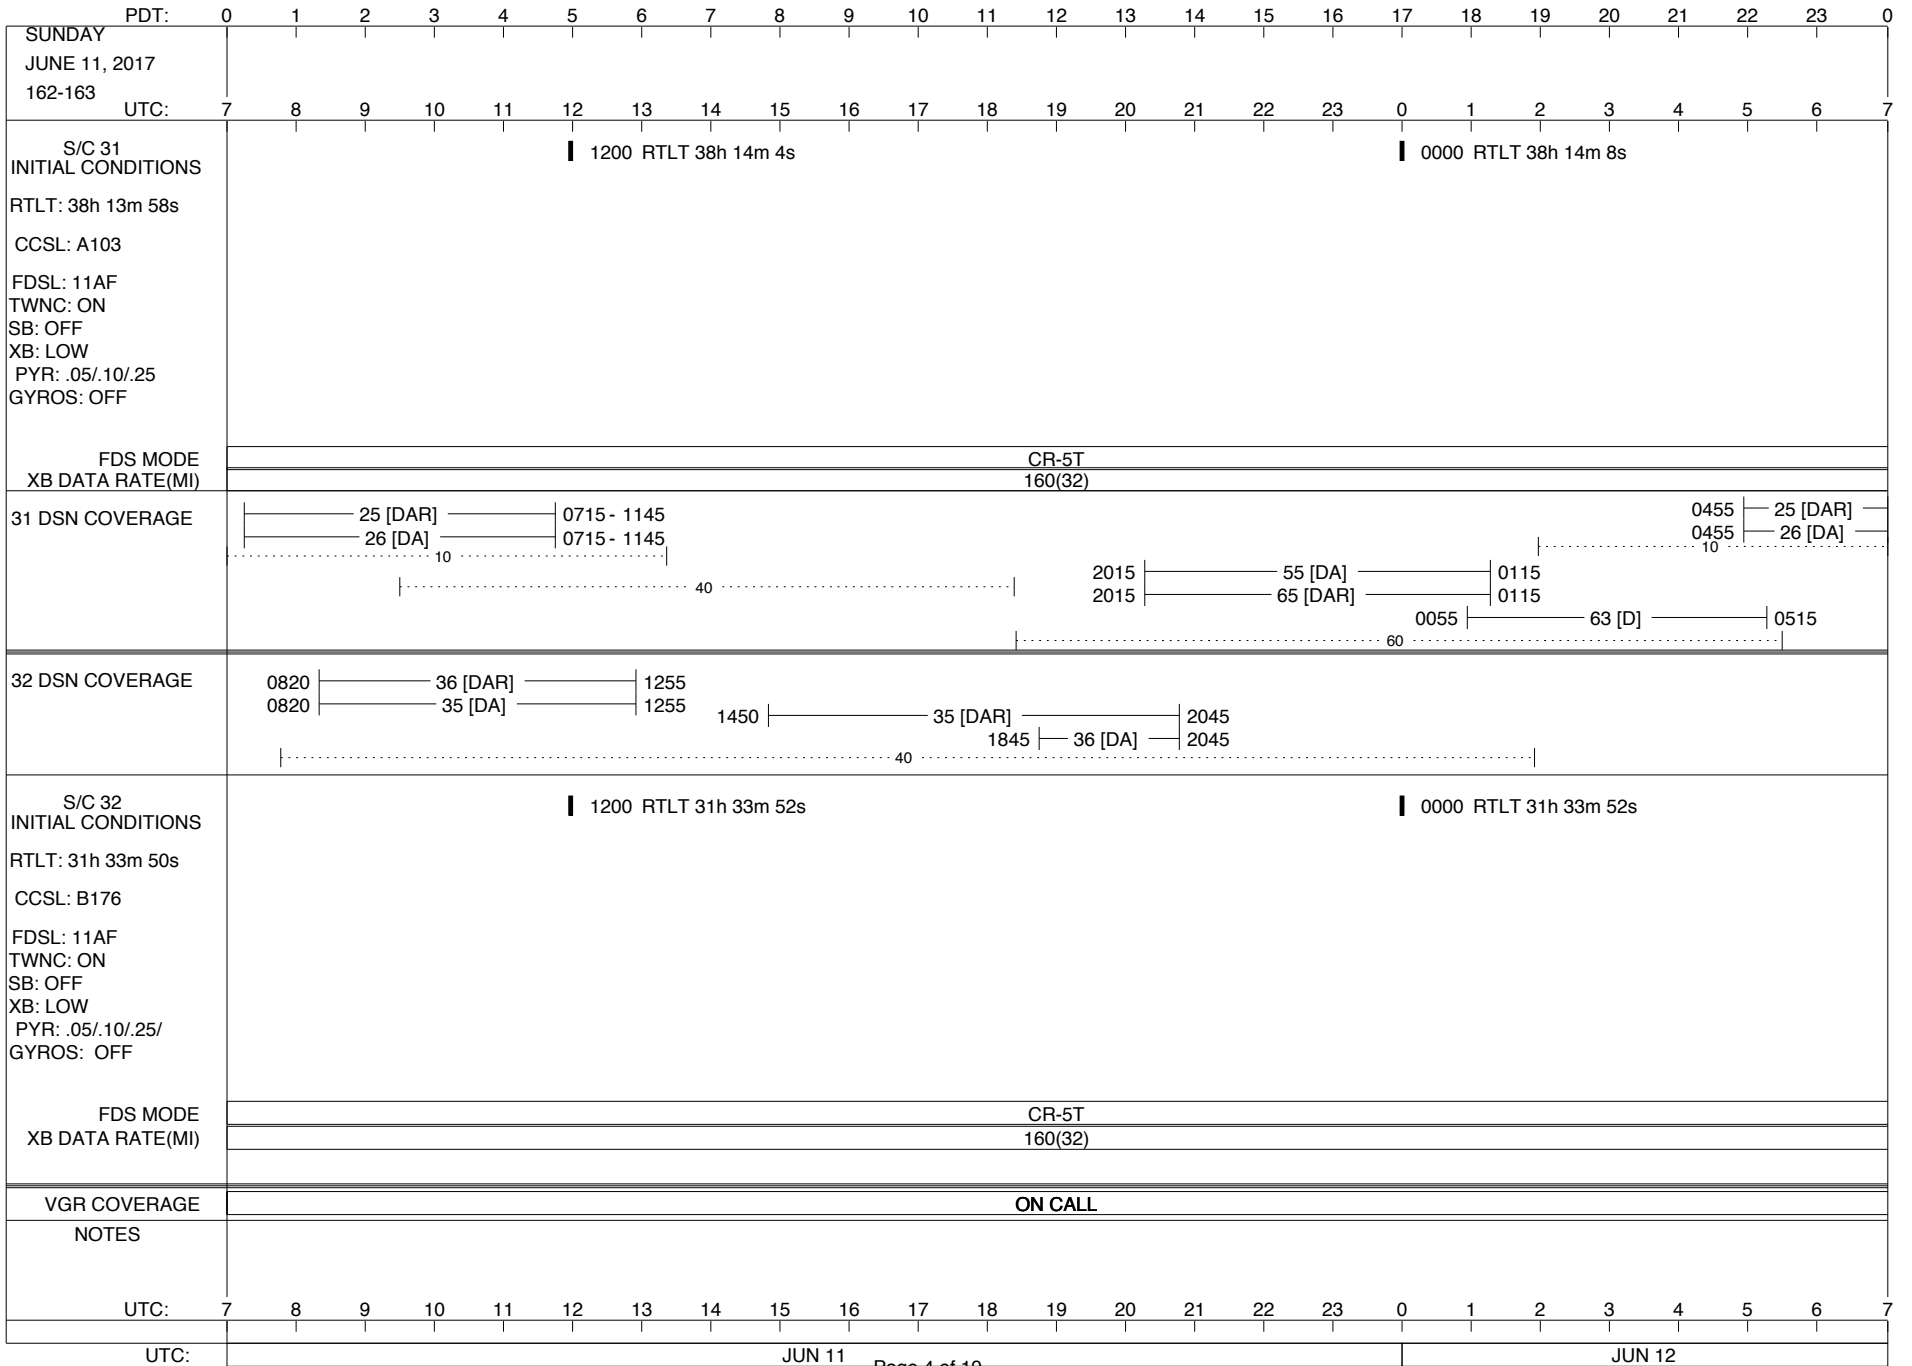 PDT: 0 1 2 3 4 5 6 7 8 9 10 11 12 13 14 15 16 17 18 19 20 21 22 23 0
SUNDAY
JUNE 11, 2017
162-163
UTC: 7 8 9 10 11 12 13 14 15 16 17 18 19 20 21 22 23 0 1 2 3 4 5 6 7
S/C 31
INITIAL CONDITIONS
1200 RTLT 38h 14m 4s
0000 RTLT 38h 14m 8s
RTLT: 38h 13m 58s
CCSL: A103
FDSL: 11AF
TWNC: ON
SB: OFF
XB: LOW
PYR: .05/.10/.25
GYROS: OFF
FDS MODE CR-5T
XB DATA RATE(MI) 160(32)
31 DSN COVERAGE
25 [DAR] 0715 - 1145
26 [DA] 0715 - 1145
10
40
0455 25 [DAR]
0455 26 [DA]
10
2015 55 [DA] 0115
2015 65 [DAR] 0115
0055 63 [D] 0515
60
32 DSN COVERAGE
0820 36 [DAR] 1255
0820 35 [DA] 1255
1450 35 [DAR] 2045
1845 36 [DA] 2045
40
S/C 32
INITIAL CONDITIONS
1200 RTLT 31h 33m 52s
0000 RTLT 31h 33m 52s
RTLT: 31h 33m 50s
CCSL: B176
FDSL: 11AF
TWNC: ON
SB: OFF
XB: LOW
PYR: .05/.10/.25/
GYROS: OFF
FDS MODE CR-5T
XB DATA RATE(MI) 160(32)
VGR COVERAGE ON CALL
NOTES
UTC: 7 8 9 10 11 12 13 14 15 16 17 18 19 20 21 22 23 0 1 2 3 4 5 6 7
UTC: JUN 11 JUN 12
Page 4 of 19